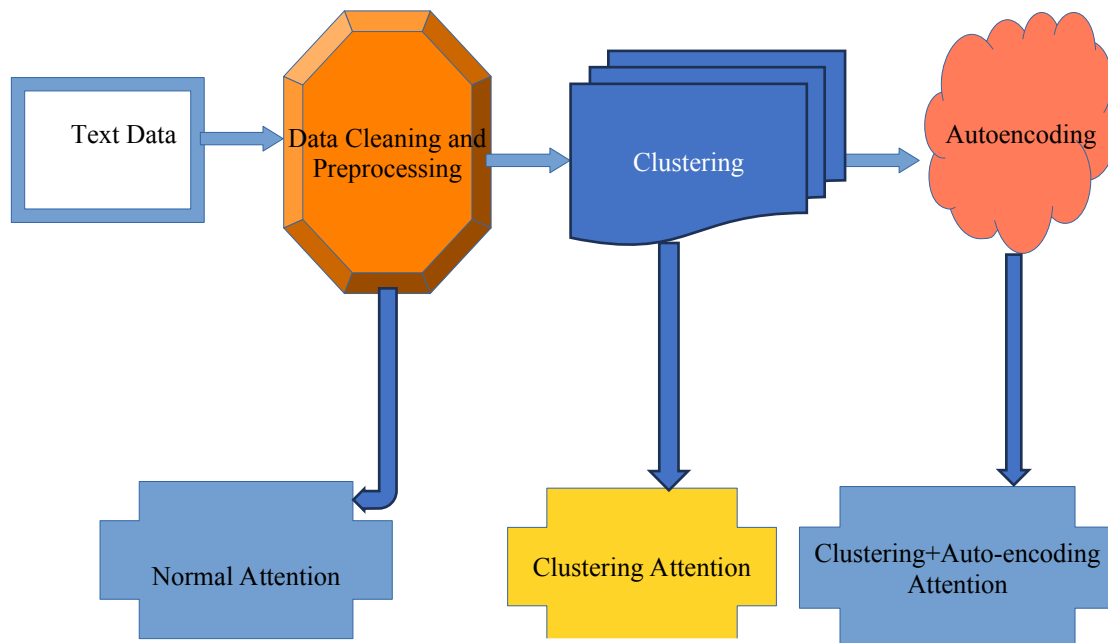 Text Data
Data Cleaning and
Preprocessing
Clustering
Autoencoding
Normal Attention
Clustering Attention
Clustering+Auto-encoding
Attention